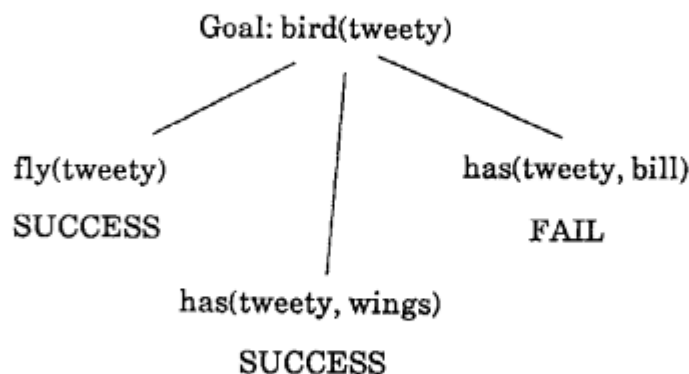 Goal: bird(tweety)
fly(tweety)
SUCCESS
has(tweety, wings)
SUCCESS
has(tweety, bill)
FAIL